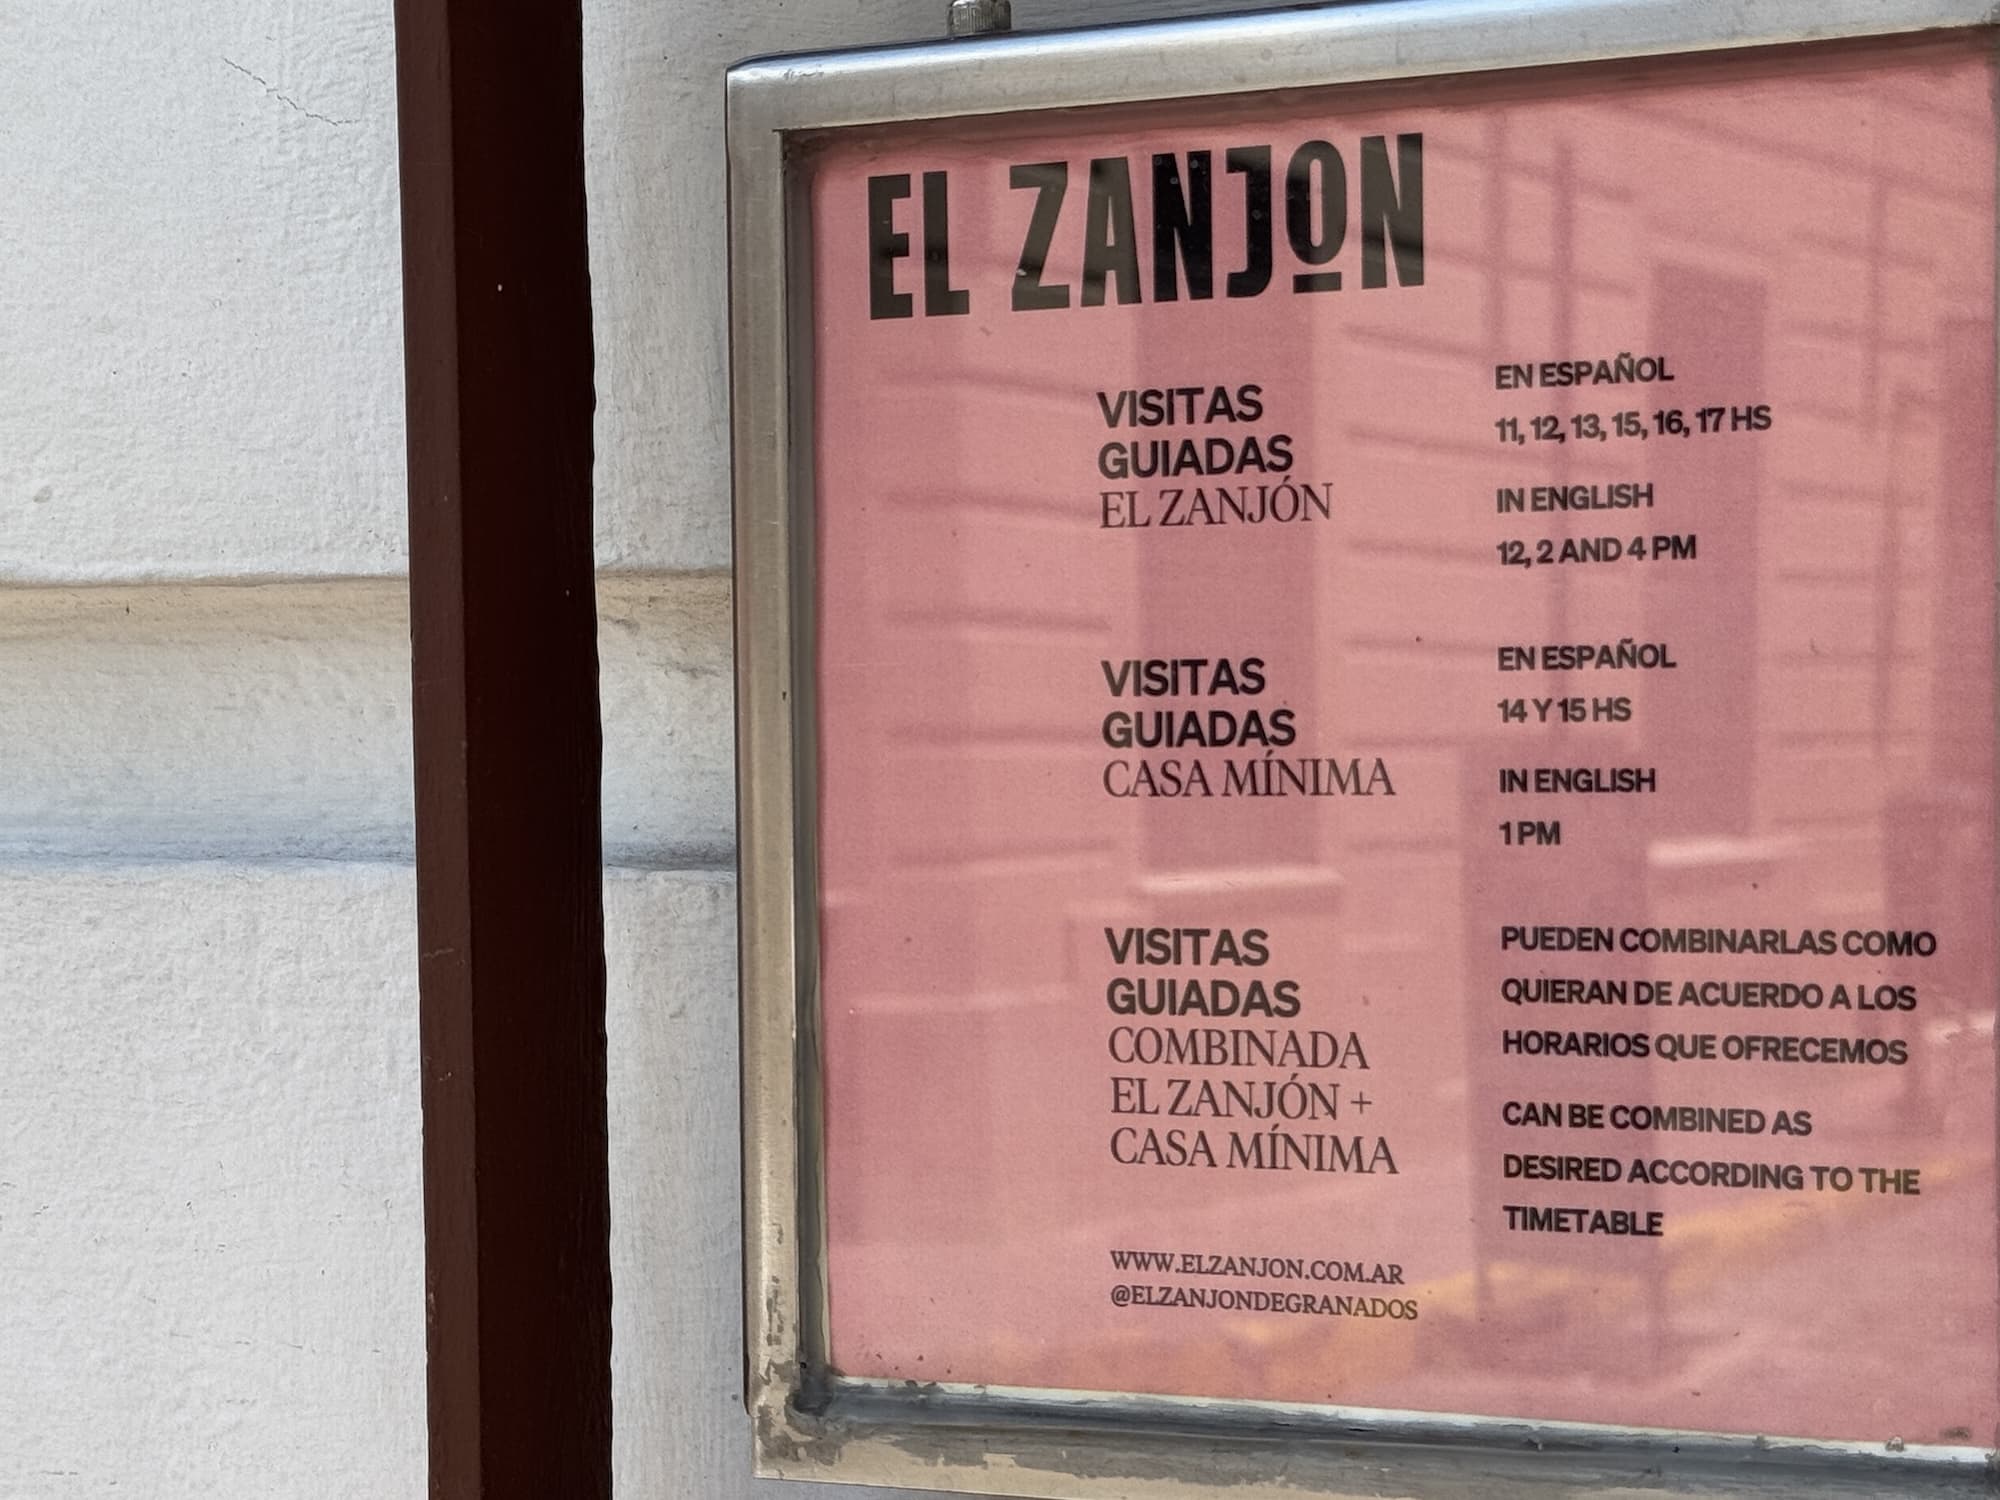 EL ZANJON
VISITAS
GUIADAS
EL ZANJÓN
EN ESPAÑOL
11, 12, 13, 15, 16, 17 HS
IN ENGLISH
12, 2 AND 4 PM
VISITAS
GUIADAS
CASA MÍNIMA
EN ESPAÑOL
14 Y 15 HS
IN ENGLISH
1 PM
VISITAS
GUIADAS
COMBINADA
EL ZANJÓN +
CASA MÍNIMA
PUEDEN COMBINARLAS COMO
QUIERAN DE ACUERDO A LOS
HORARIOS QUE OFRECEMOS
CAN BE COMBINED AS
DESIRED ACCORDING TO THE
TIMETABLE
WWW.ELZANJON.COM.AR
@ELZANJONDEGRANADOS